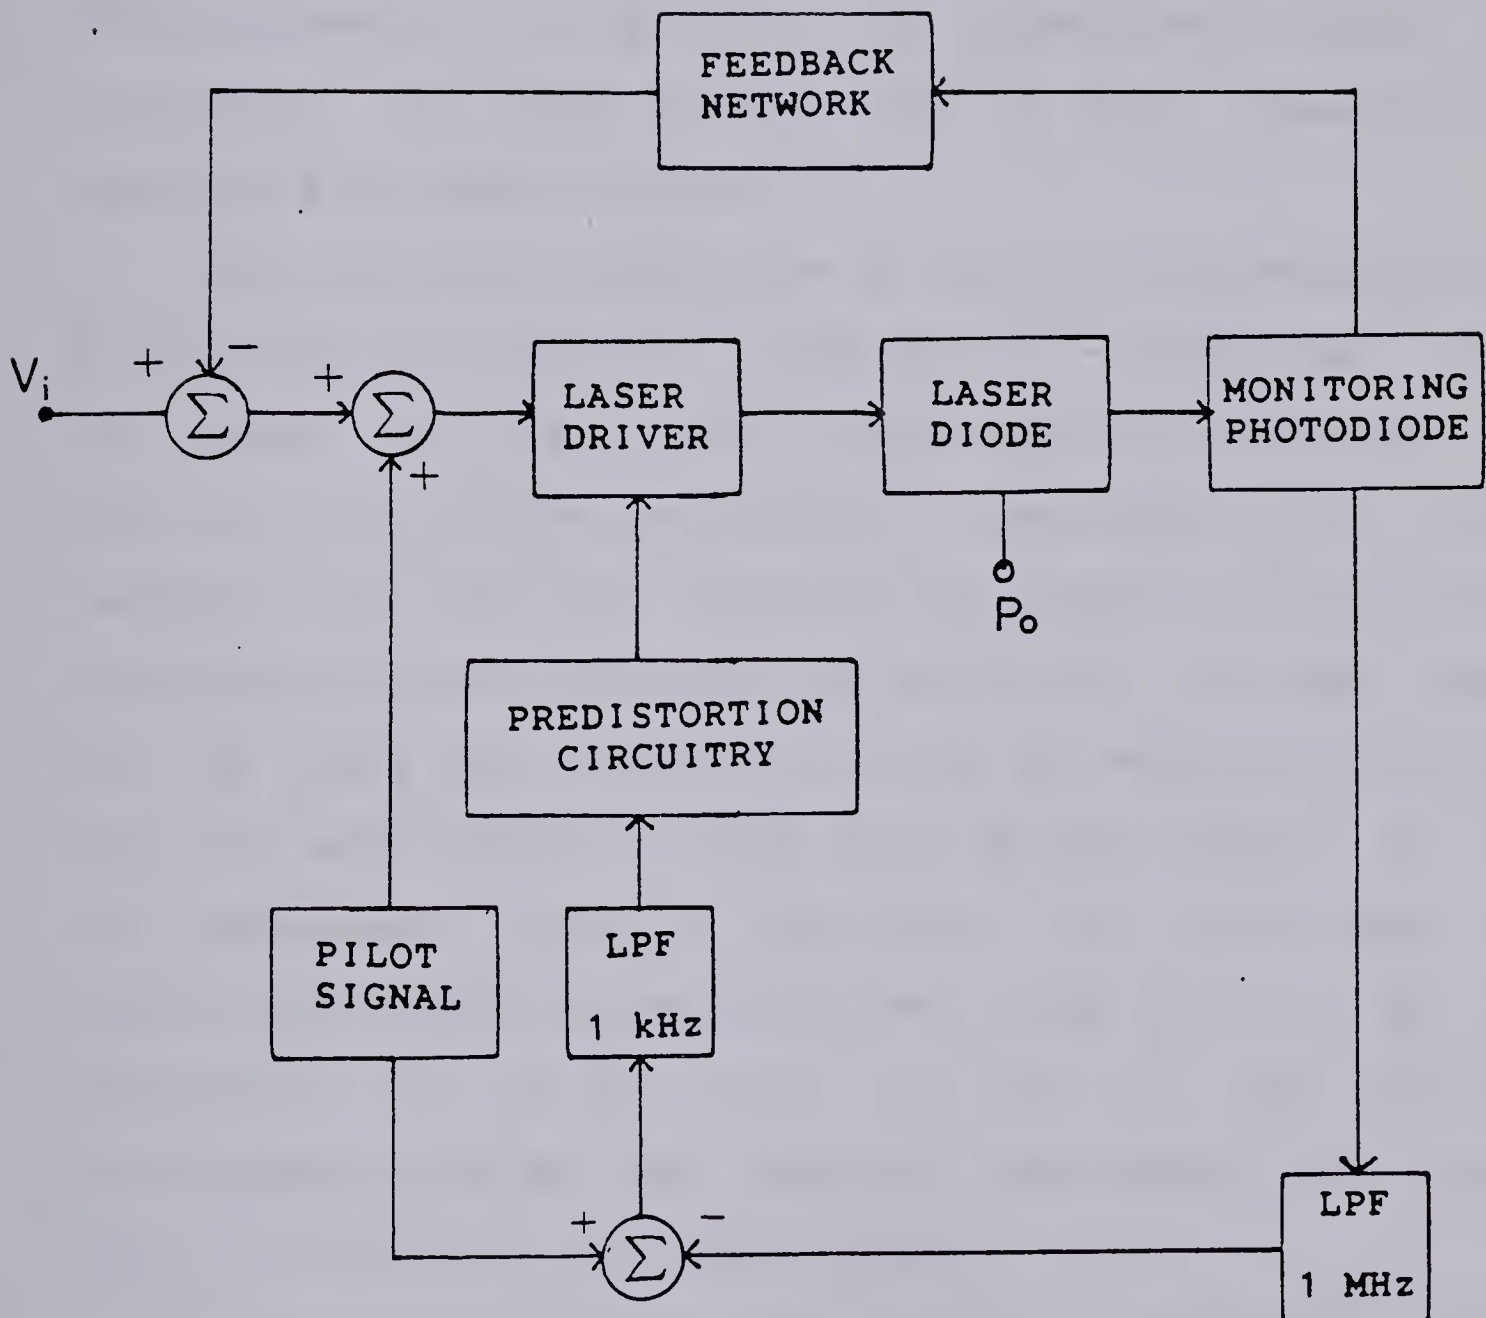 FEEDBACK
NETWORK
−
+
Vi
Σ
+
Σ
+
LASER
DRIVER
LASER
DIODE
MONITORING
PHOTODIODE
Po
PREDISTORTION
CIRCUITRY
PILOT
SIGNAL
LPF
1 kHz
+
−
Σ
LPF
1 MHz